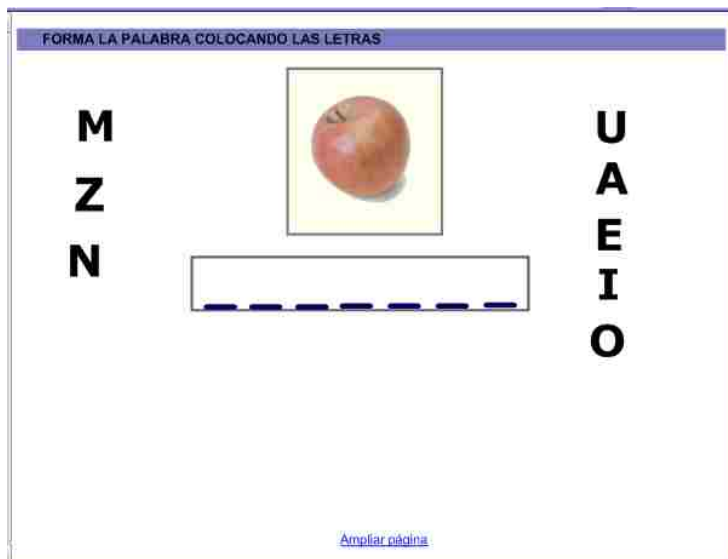 FORMA LA PALABRA COLOCANDO LAS LETRAS
M
Z
N
U
A
E
I
O
Ampliar página